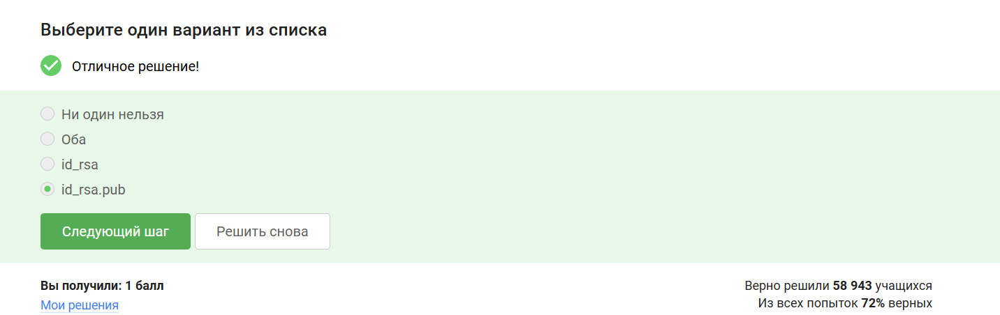 Выберите один вариант из списка
Отличное решение!
Ни один нельзя
Оба
id_rsa
id_rsa.pub
Следующий шаг
Решить снова
Вы получили: 1 балл
Мои решения
Верно решили 58 943 учащихся
Из всех попыток 72% верных